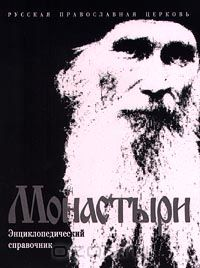 РУССКАЯ ПРАВОСЛАВНАЯ ЦЕРКОВЬ
МОНАСТЫРИ
Энциклопедический
справочник